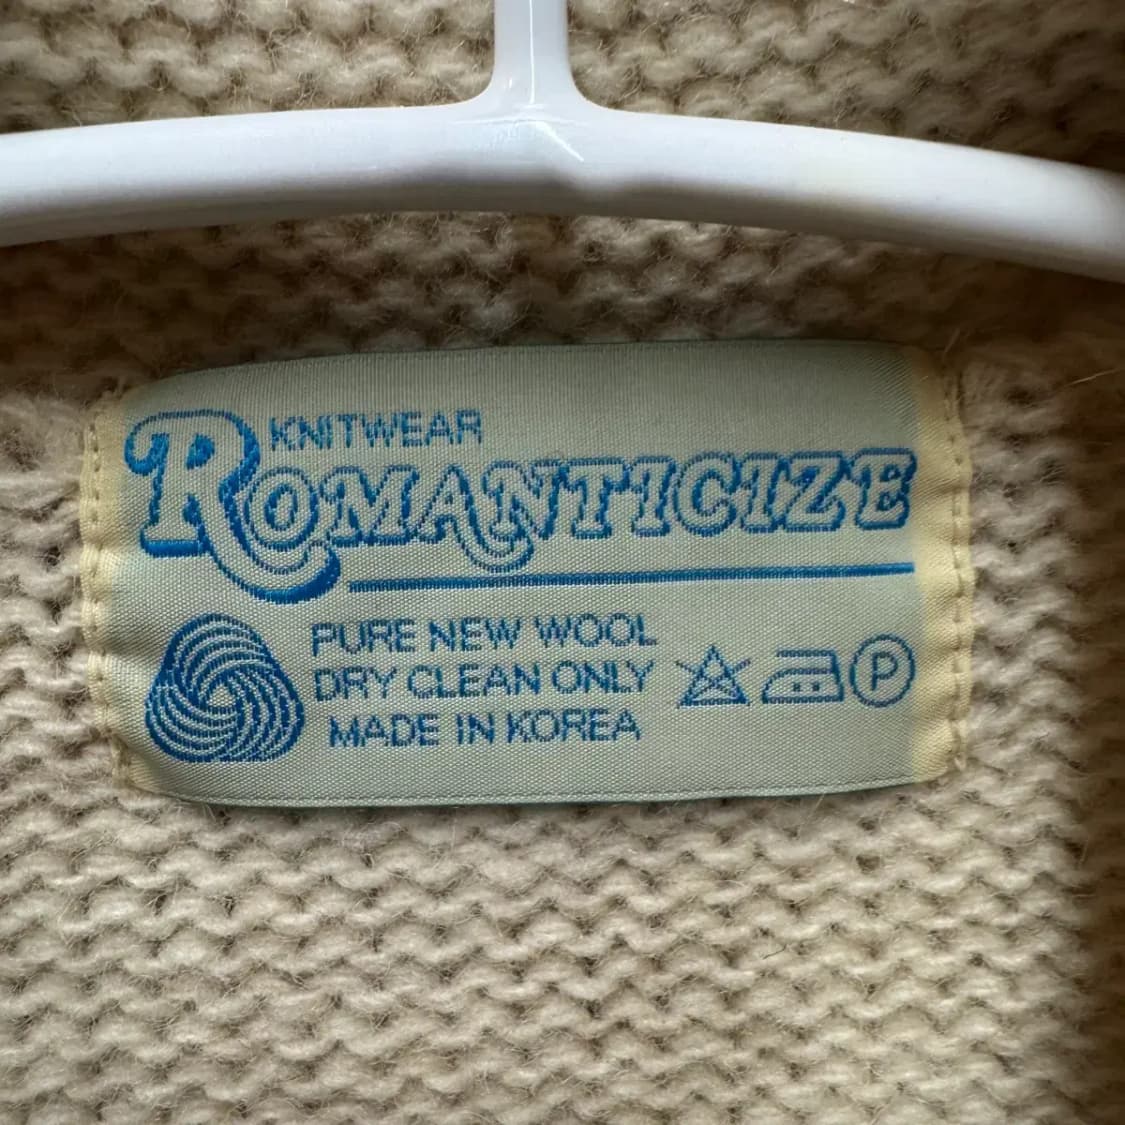 KNITWEAR
ROMANTICIZE
PURE NEW WOOL
DRY CLEAN ONLY
MADE IN KOREA
P